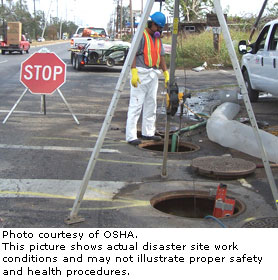 STOP
Photo courtesy of OSHA.
This picture shows actual disaster site work
conditions and may not illustrate proper safety
and health procedures.